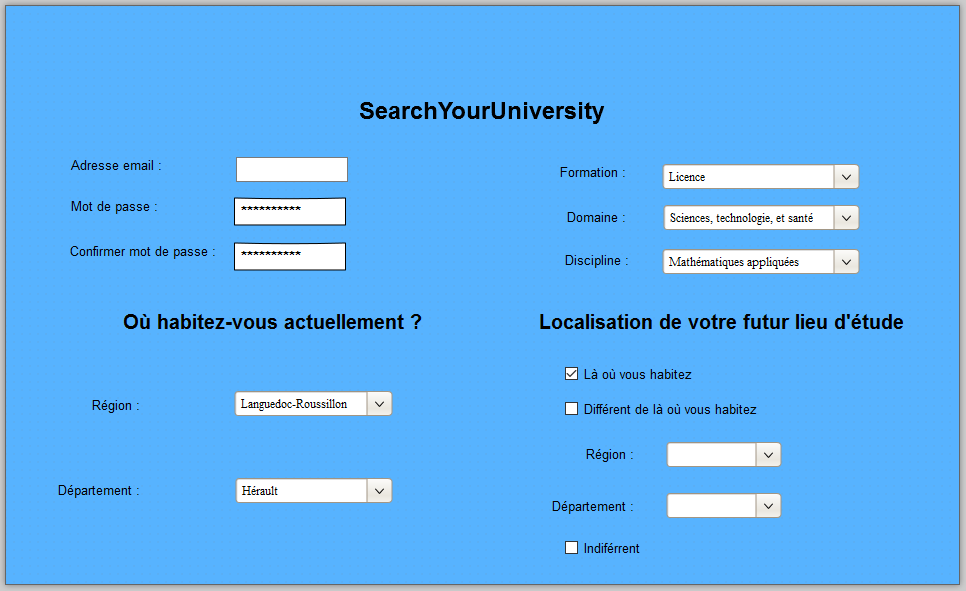 SearchYourUniversity
Adresse email :
Mot de passe :
**********
Confirmer mot de passe :
**********
Formation :
Licence
Domaine :
Sciences, technologie, et santé
Discipline :
Mathématiques appliquées
Où habitez-vous actuellement ?
Région :
Languedoc-Roussillon
Département :
Hérault
Localisation de votre futur lieu d'étude
Là où vous habitez
Différent de là où vous habitez
Région :
Département :
Indiférrent